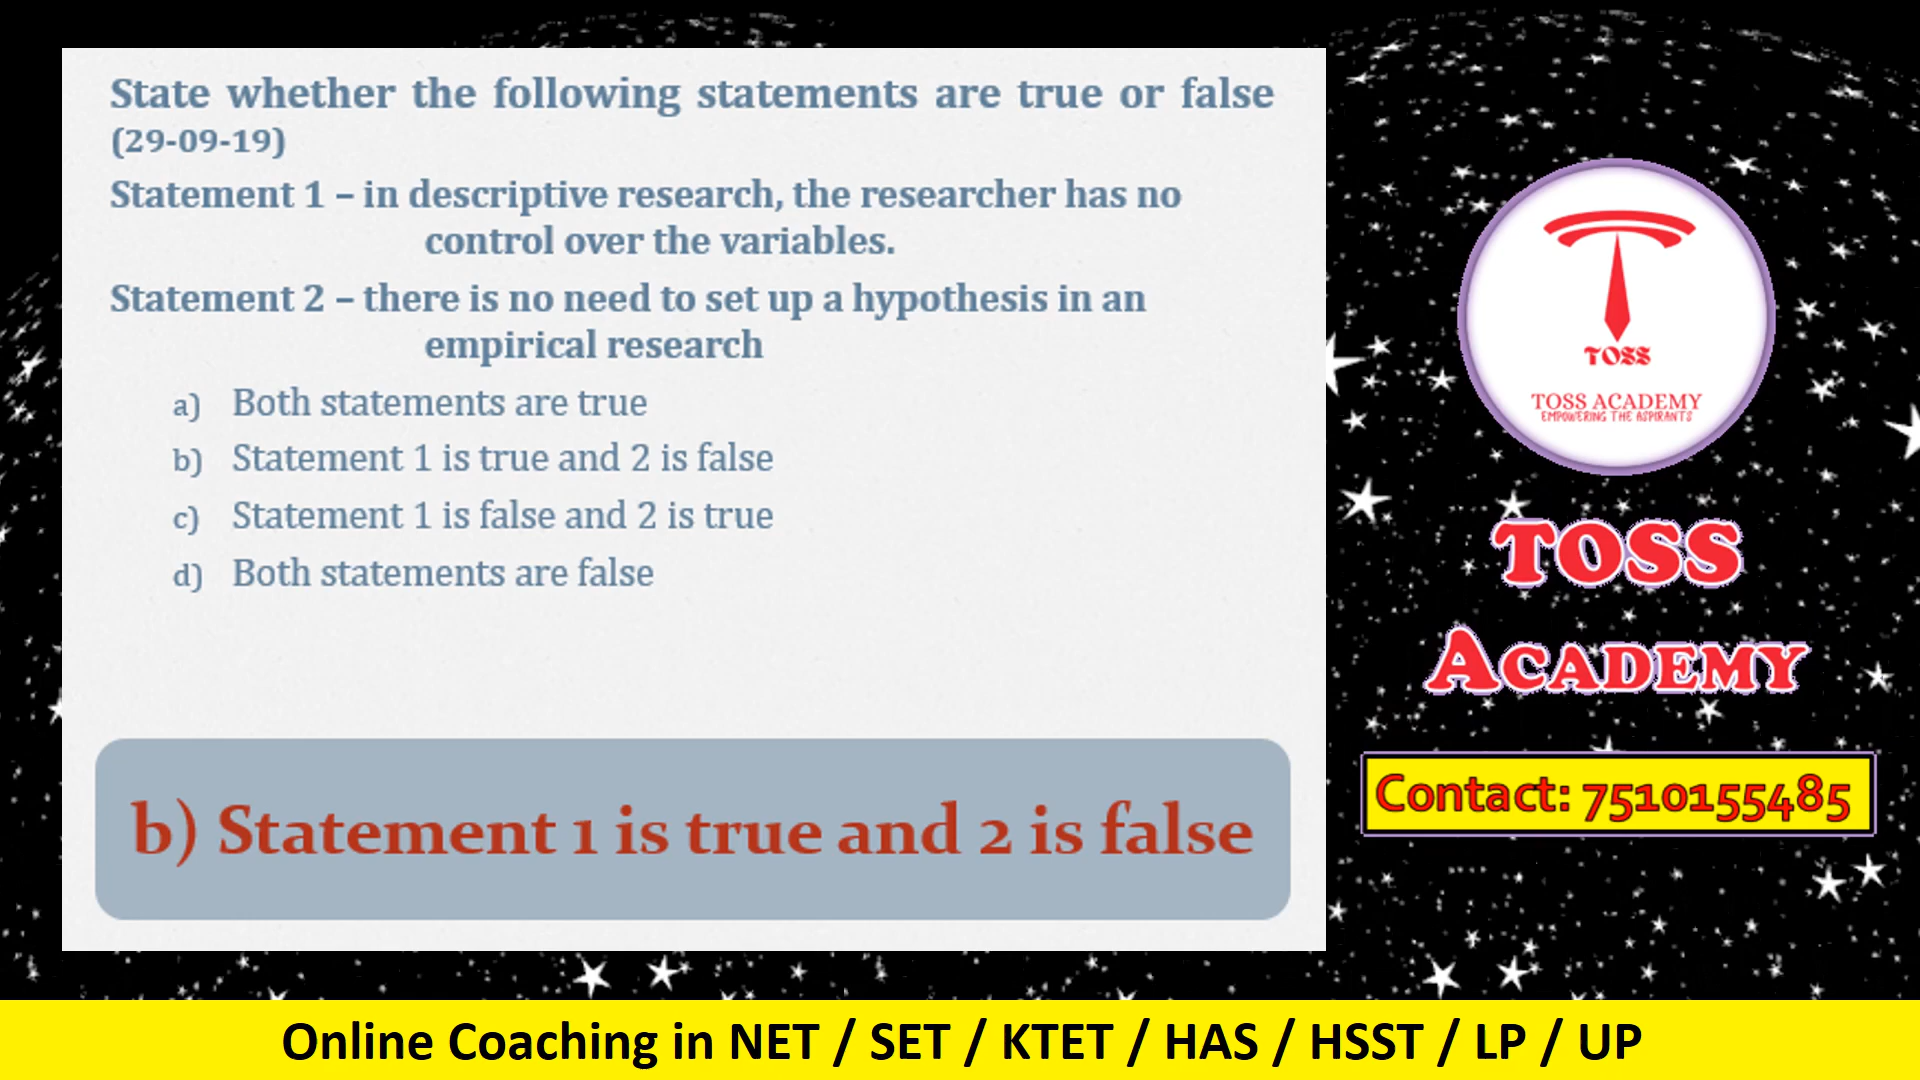 State whether the following statements are true or false
(29-09-19)
Statement 1 – in descriptive research, the researcher has no
control over the variables.
Statement 2 – there is no need to set up a hypothesis in an
empirical research
a) Both statements are true
b) Statement 1 is true and 2 is false
c) Statement 1 is false and 2 is true
d) Both statements are false
b) Statement 1 is true and 2 is false
TOSS
TOSS ACADEMY
EMPOWERING THE ASPIRANTS
TOSS
ACADEMY
Contact: 7510155485
Online Coaching in NET / SET / KTET / HAS / HSST / LP / UP